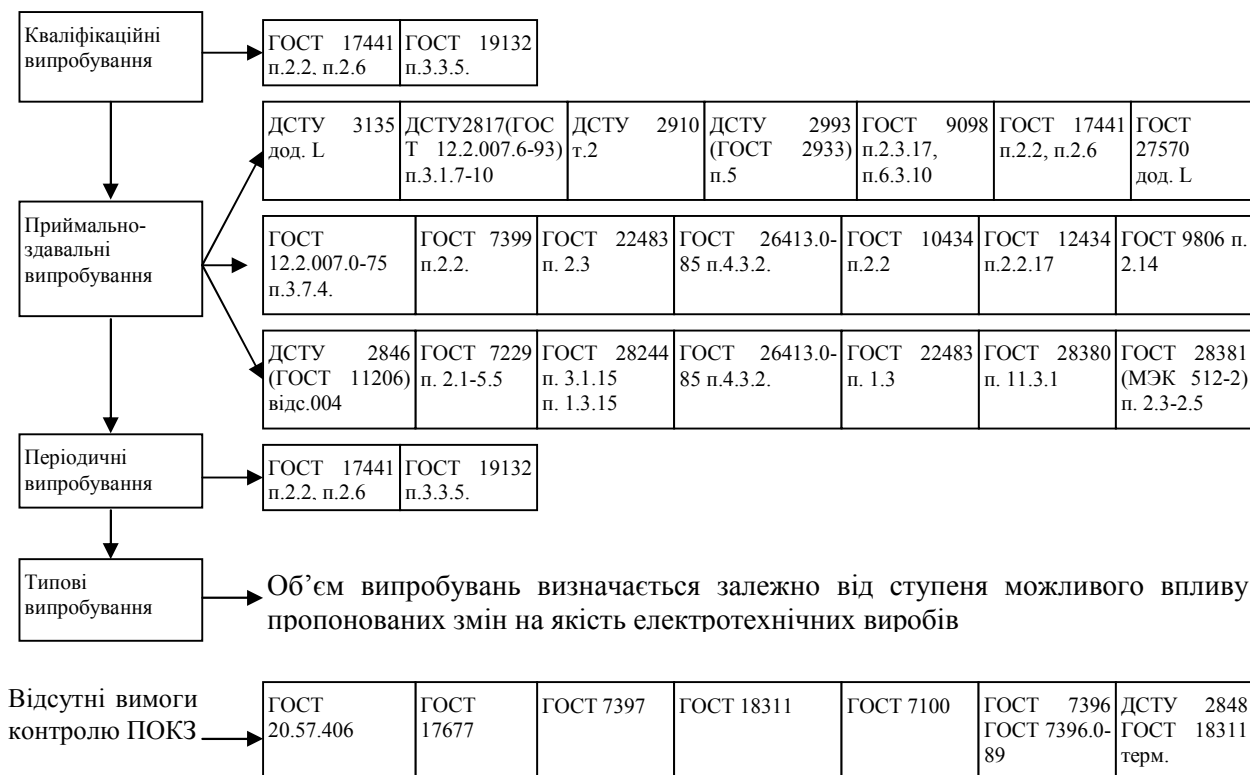 Кваліфікаційні
випробування
ГОСТ 17441
п.2.2, п.2.6
ГОСТ 19132
п.3.3.5.
ДСТУ 3135
дод. L
ДСТУ2817(ГОС
Т 12.2.007.6-93)
п.3.1.7-10
ДСТУ 2910
т.2
ДСТУ 2993
(ГОСТ 2933)
п.5
ГОСТ 9098
п.2.3.17,
п.6.3.10
ГОСТ 17441
п.2.2, п.2.6
ГОСТ
27570
дод. L
Приймально-
здавальні
випробування
ГОСТ
12.2.007.0-75
п.3.7.4.
ГОСТ 7399
п.2.2.
ГОСТ 22483
п. 2.3
ГОСТ 26413.0-
85 п.4.3.2.
ГОСТ 10434
п.2.2
ГОСТ 12434
п.2.2.17
ГОСТ 9806 п.
2.14
ДСТУ 2846
(ГОСТ 11206)
відс.004
ГОСТ 7229
п. 2.1-5.5
ГОСТ 28244
п. 3.1.15
п. 1.3.15
ГОСТ 26413.0-
85 п.4.3.2.
ГОСТ 22483
п. 1.3
ГОСТ 28380
п. 11.3.1
ГОСТ 28381
(МЭК 512-2)
п. 2.3-2.5
Періодичні
випробування
ГОСТ 17441
п.2.2, п.2.6
ГОСТ 19132
п.3.3.5.
Типові
випробування
Об’єм випробувань визначається залежно від ступеня можливого впливу
пропонованих змін на якість електротехнічних виробів
Відсутні вимоги
контролю ПОКЗ
ГОСТ
20.57.406
ГОСТ
17677
ГОСТ 7397
ГОСТ 18311
ГОСТ 7100
ГОСТ 7396
ГОСТ 7396.0-
89
ДСТУ 2848
ГОСТ 18311
терм.